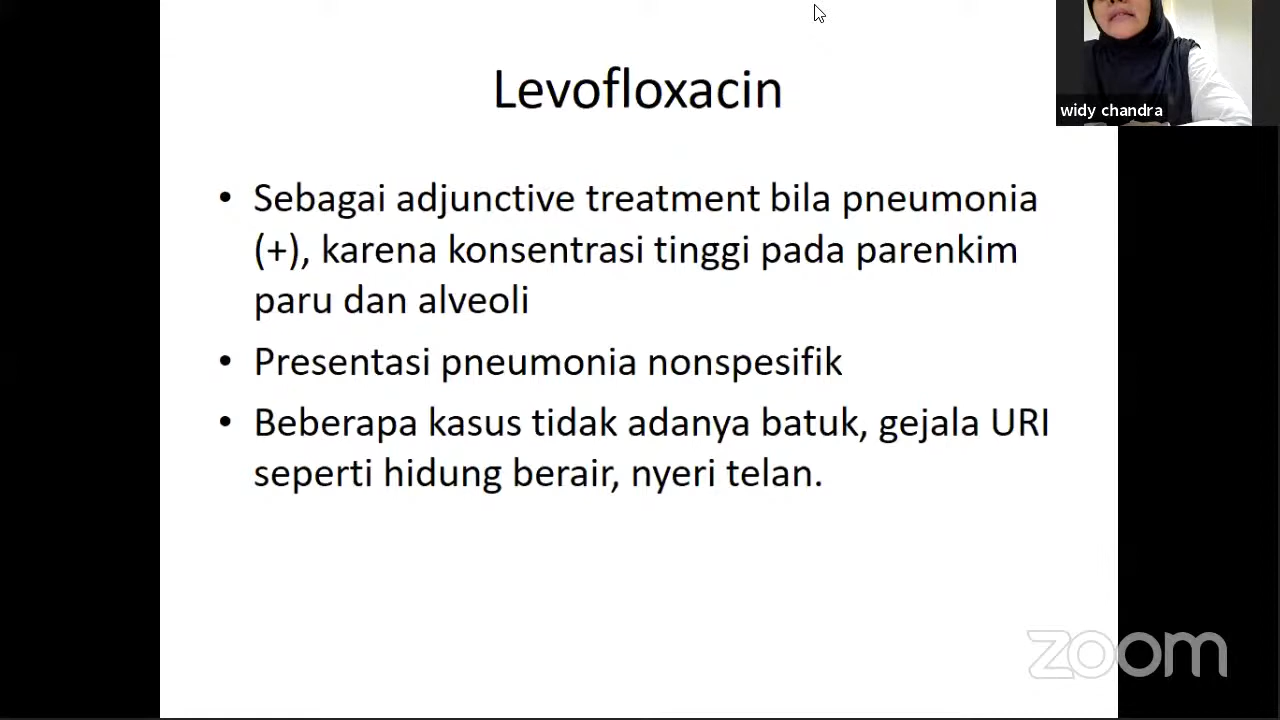 Levofloxacin
widy chandra
• Sebagai adjunctive treatment bila pneumonia
(+), karena konsentrasi tinggi pada parenkim
paru dan alveoli
• Presentasi pneumonia nonspesifik
• Beberapa kasus tidak adanya batuk, gejala URI
seperti hidung berair, nyeri telan.
zoom